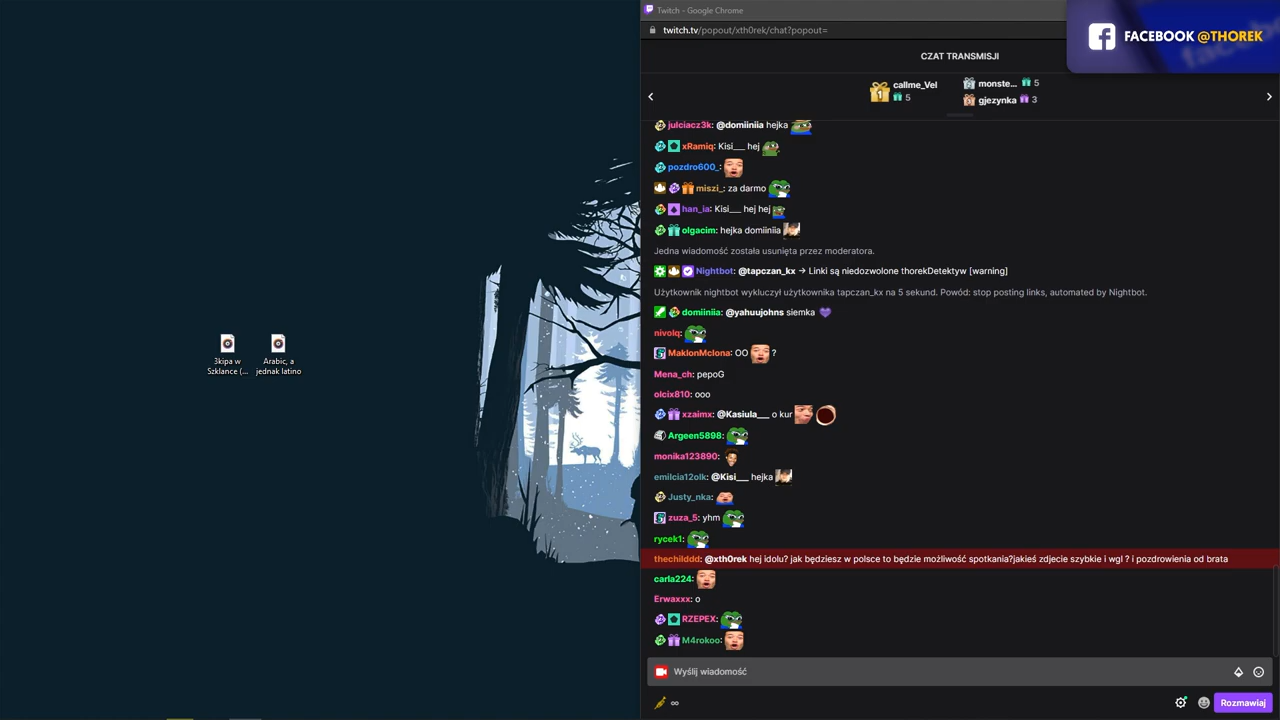 Twitch - Google Chrome
twitch.tv/popout/xth0rek/chat?popout=
FACEBOOK @THOREK
CZAT TRANSMISJI
callme_Vel
5
monste... 5
gjezynka 3
julciacz3k: @domiiniia hejka
xRamiq: Kisi___ hej
pozdro600_:
miszi_: za darmo
han_ia: Kisi___ hej hej
olgacim: hejka domiiniia
Jedna wiadomość została usunięta przez moderatora.
Nightbot: @tapczan_kx → Linki są niedozwolone thorekDetektyw [warning]
Użytkownik nightbot wykluczył użytkownika tapczan_kx na 5 sekund. Powód: stop posting links, automated by Nightbot.
domiiniia: @yahuujohns siemka
nivolq:
MaklonMclona: OO ?
Mena_ch: pepoG
olcix810: ooo
xzaimx: @Kasiula___ o kur
Argeen5898:
monika123890:
emilcia12olk: @Kisi___ hejka
Justy_nka:
zuza_5: yhm
rycek1:
thechilddd: @xth0rek hej idolu? jak będziesz w polsce to będzie możliwość spotkania?jakieś zdjecie szybkie i wgl ? i pozdrowienia od brata
carla224:
Erwaxxx: o
RZEPEX:
M4rokoo:
Wyślij wiadomość
∞
Rozmawiaj
3kipa w
Szklance (...
Arabic, a
jednak latino